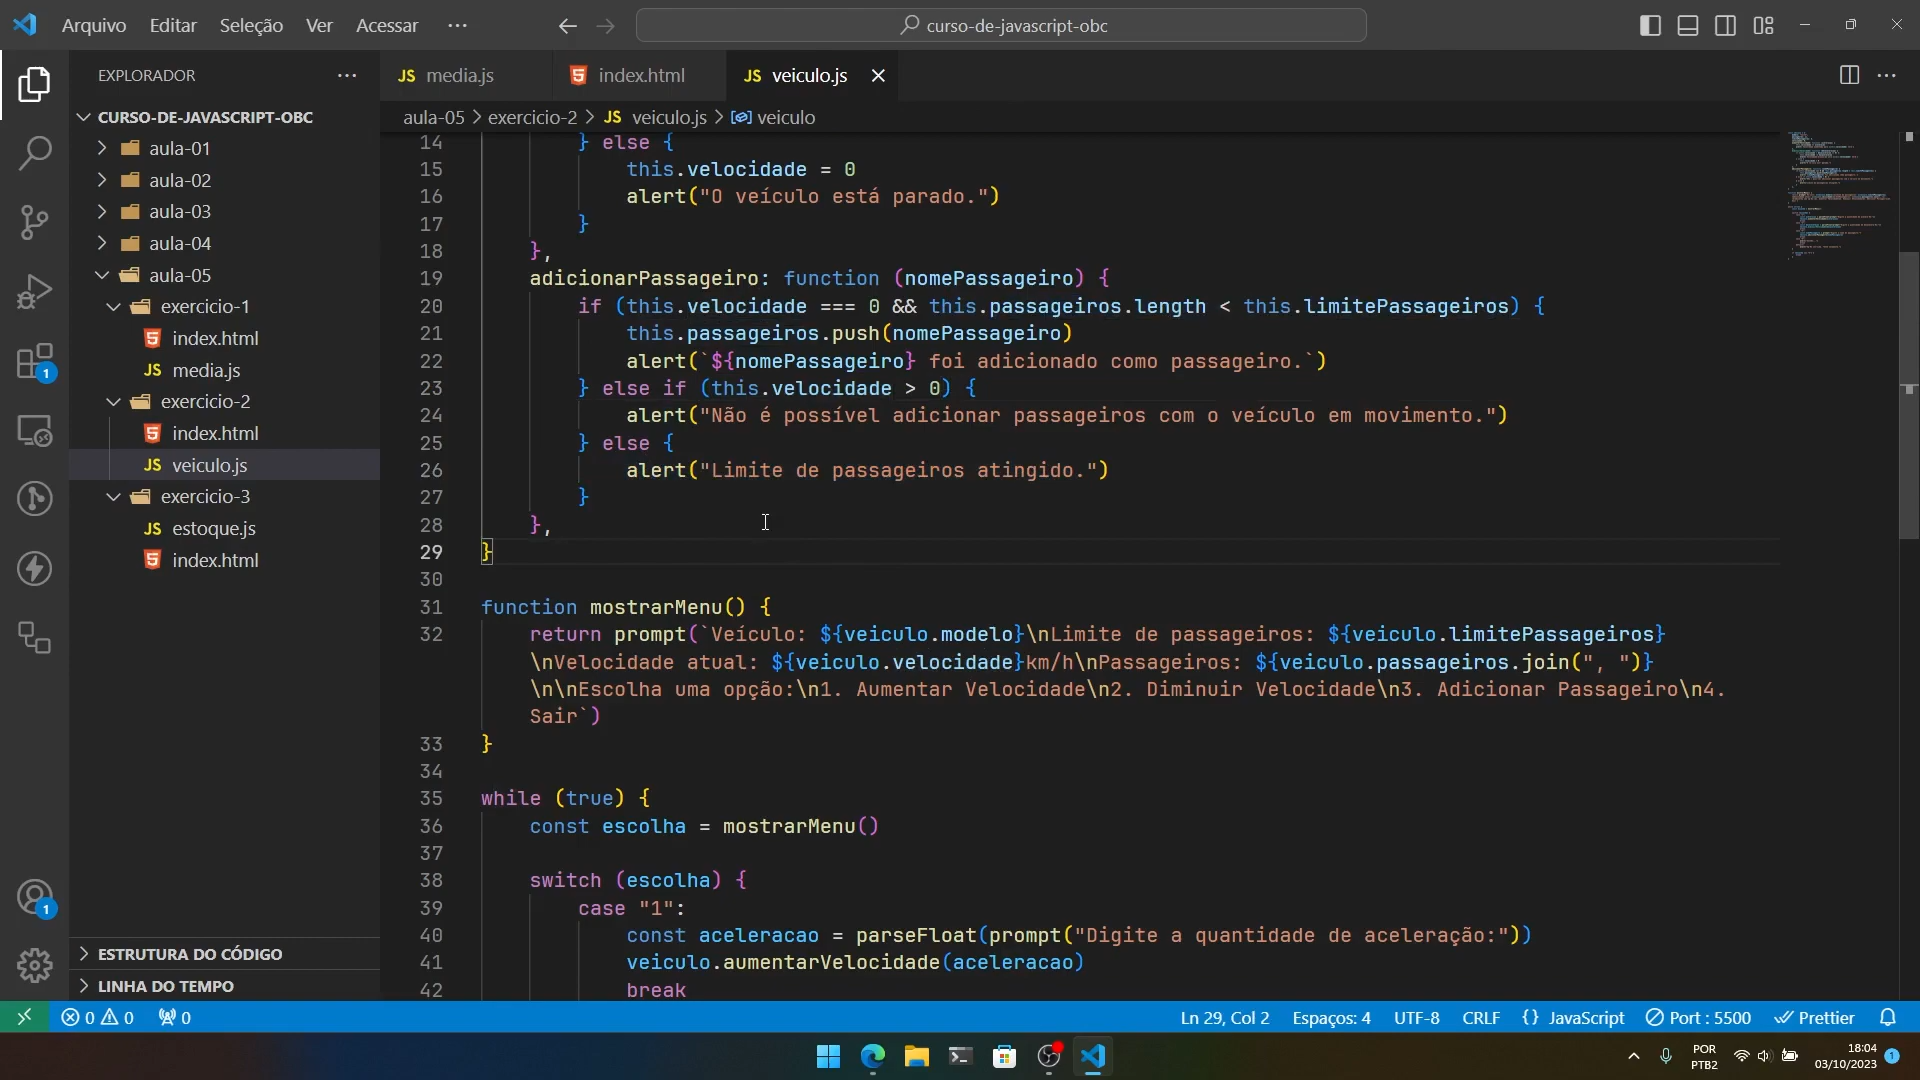 Arquivo Editar Seleção Ver Acessar ··· curso-de-javascript-obc
EXPLORADOR ···
CURSO-DE-JAVASCRIPT-OBC
aula-01
aula-02
aula-03
aula-04
aula-05
exercicio-1
index.html
JS media.js
exercicio-2
index.html
JS veiculo.js
exercicio-3
JS estoque.js
index.html
ESTRUTURA DO CÓDIGO
LINHA DO TEMPO
1
1
JS media.js index.html JS veiculo.js
aula-05 > exercicio-2 > JS veiculo.js > veiculo
14 } else {
15 this.velocidade = 0
16 alert("O veículo está parado.")
17 }
18 },
19 adicionarPassageiro: function (nomePassageiro) {
20 if (this.velocidade === 0 && this.passageiros.length < this.limitePassageiros) {
21 this.passageiros.push(nomePassageiro)
22 alert(`${nomePassageiro} foi adicionado como passageiro.`)
23 } else if (this.velocidade > 0) {
24 alert("Não é possível adicionar passageiros com o veículo em movimento.")
25 } else {
26 alert("Limite de passageiros atingido.")
27 }
28 },
29 }
30
31 function mostrarMenu() {
32 return prompt(`Veículo: ${veiculo.modelo}\nLimite de passageiros: ${veiculo.limitePassageiros}
\nVelocidade atual: ${veiculo.velocidade}km/h\nPassageiros: ${veiculo.passageiros.join(", ")}
\n\nEscolha uma opção:\n1. Aumentar Velocidade\n2. Diminuir Velocidade\n3. Adicionar Passageiro\n4.
Sair`)
33 }
34
35 while (true) {
36 const escolha = mostrarMenu()
37
38 switch (escolha) {
39 case "1":
40 const aceleracao = parseFloat(prompt("Digite a quantidade de aceleração:"))
41 veiculo.aumentarVelocidade(aceleracao)
42 break
0 0 0 Ln 29, Col 2 Espaços: 4 UTF-8 CRLF {} JavaScript Port : 5500 Prettier
POR
PTB2
18:04
03/10/2023
1